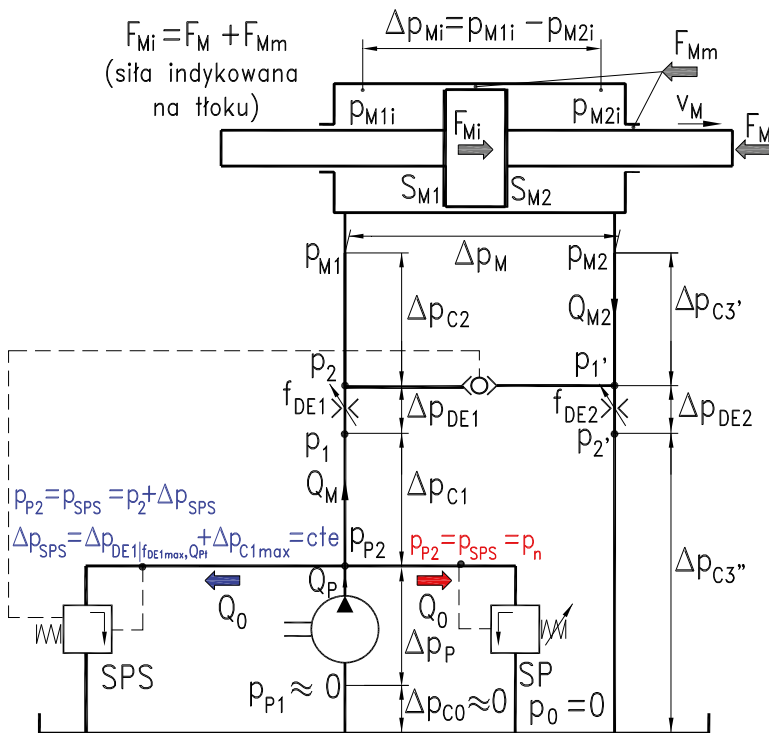 F_Mi = F_M + F_Mm
(siła indykowana
na tłoku)
Δp_Mi = p_M1i - p_M2i
F_Mm
p_M1i
p_M2i
v_M
F_Mi
F_M
S_M1
S_M2
p_M1
Δp_M
p_M2
Δp_C2
Q_M2
Δp_C3'
p_2
p_1'
f_DE1
Δp_DE1
f_DE2
Δp_DE2
p_1
p_2'
Q_M
Δp_C1
p_P2 = p_SPS = p_2 + Δp_SPS
Δp_SPS = Δp_DE1|f_DE1max, Q_Pt + Δp_C1max = cte
p_P2
p_P2 = p_SPS = p_n
Δp_C3"
Q_0
Q_P
Q_0
Δp_P
SPS
SP
p_P1 ≈ 0
Δp_C0 ≈ 0
p_0 = 0